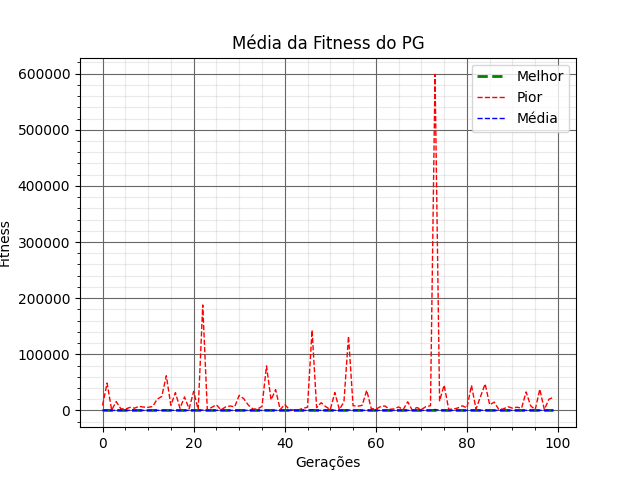 Média da Fitness do PG
Melhor
Pior
Média
600000
500000
400000
300000
200000
100000
0
Fitness
0 20 40 60 80 100
Gerações